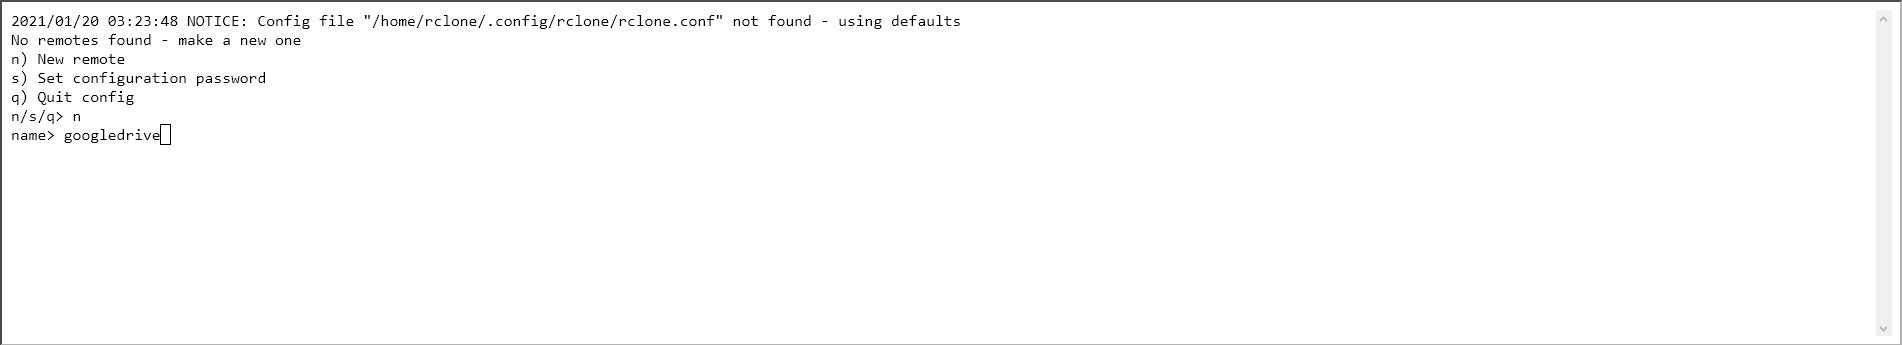 2021/01/20 03:23:48 NOTICE: Config file "/home/rclone/.config/rclone/rclone.conf" not found - using defaults
No remotes found - make a new one
n) New remote
s) Set configuration password
q) Quit config
n/s/q> n
name> googledrive